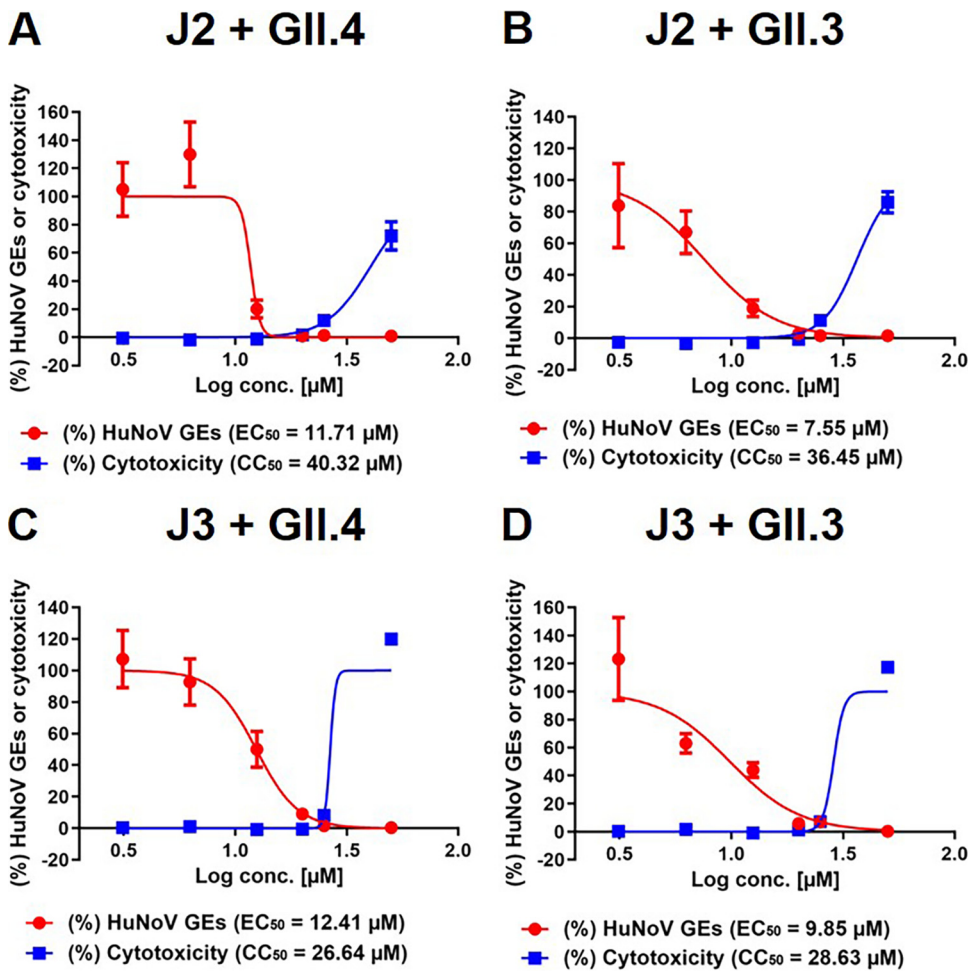 A J2 + GII.4
(%) HuNoV GEs or cytotoxicity
160
140
120
100
80
60
40
20
0
-20
0.5 1.0 1.5 2.0
Log conc. [µM]
(%) HuNoV GEs (EC₅₀ = 11.71 µM)
(%) Cytotoxicity (CC₅₀ = 40.32 µM)
B J2 + GII.3
(%) HuNoV GEs or cytotoxicity
140
120
100
80
60
40
20
0
-20
0.5 1.0 1.5 2.0
Log conc. [µM]
(%) HuNoV GEs (EC₅₀ = 7.55 µM)
(%) Cytotoxicity (CC₅₀ = 36.45 µM)
C J3 + GII.4
(%) HuNoV GEs or cytotoxicity
140
120
100
80
60
40
20
0
-20
0.5 1.0 1.5 2.0
Log conc. [µM]
(%) HuNoV GEs (EC₅₀ = 12.41 µM)
(%) Cytotoxicity (CC₅₀ = 26.64 µM)
D J3 + GII.3
(%) HuNoV GEs or cytotoxicity
160
140
120
100
80
60
40
20
0
-20
0.5 1.0 1.5 2.0
Log conc. [µM]
(%) HuNoV GEs (EC₅₀ = 9.85 µM)
(%) Cytotoxicity (CC₅₀ = 28.63 µM)